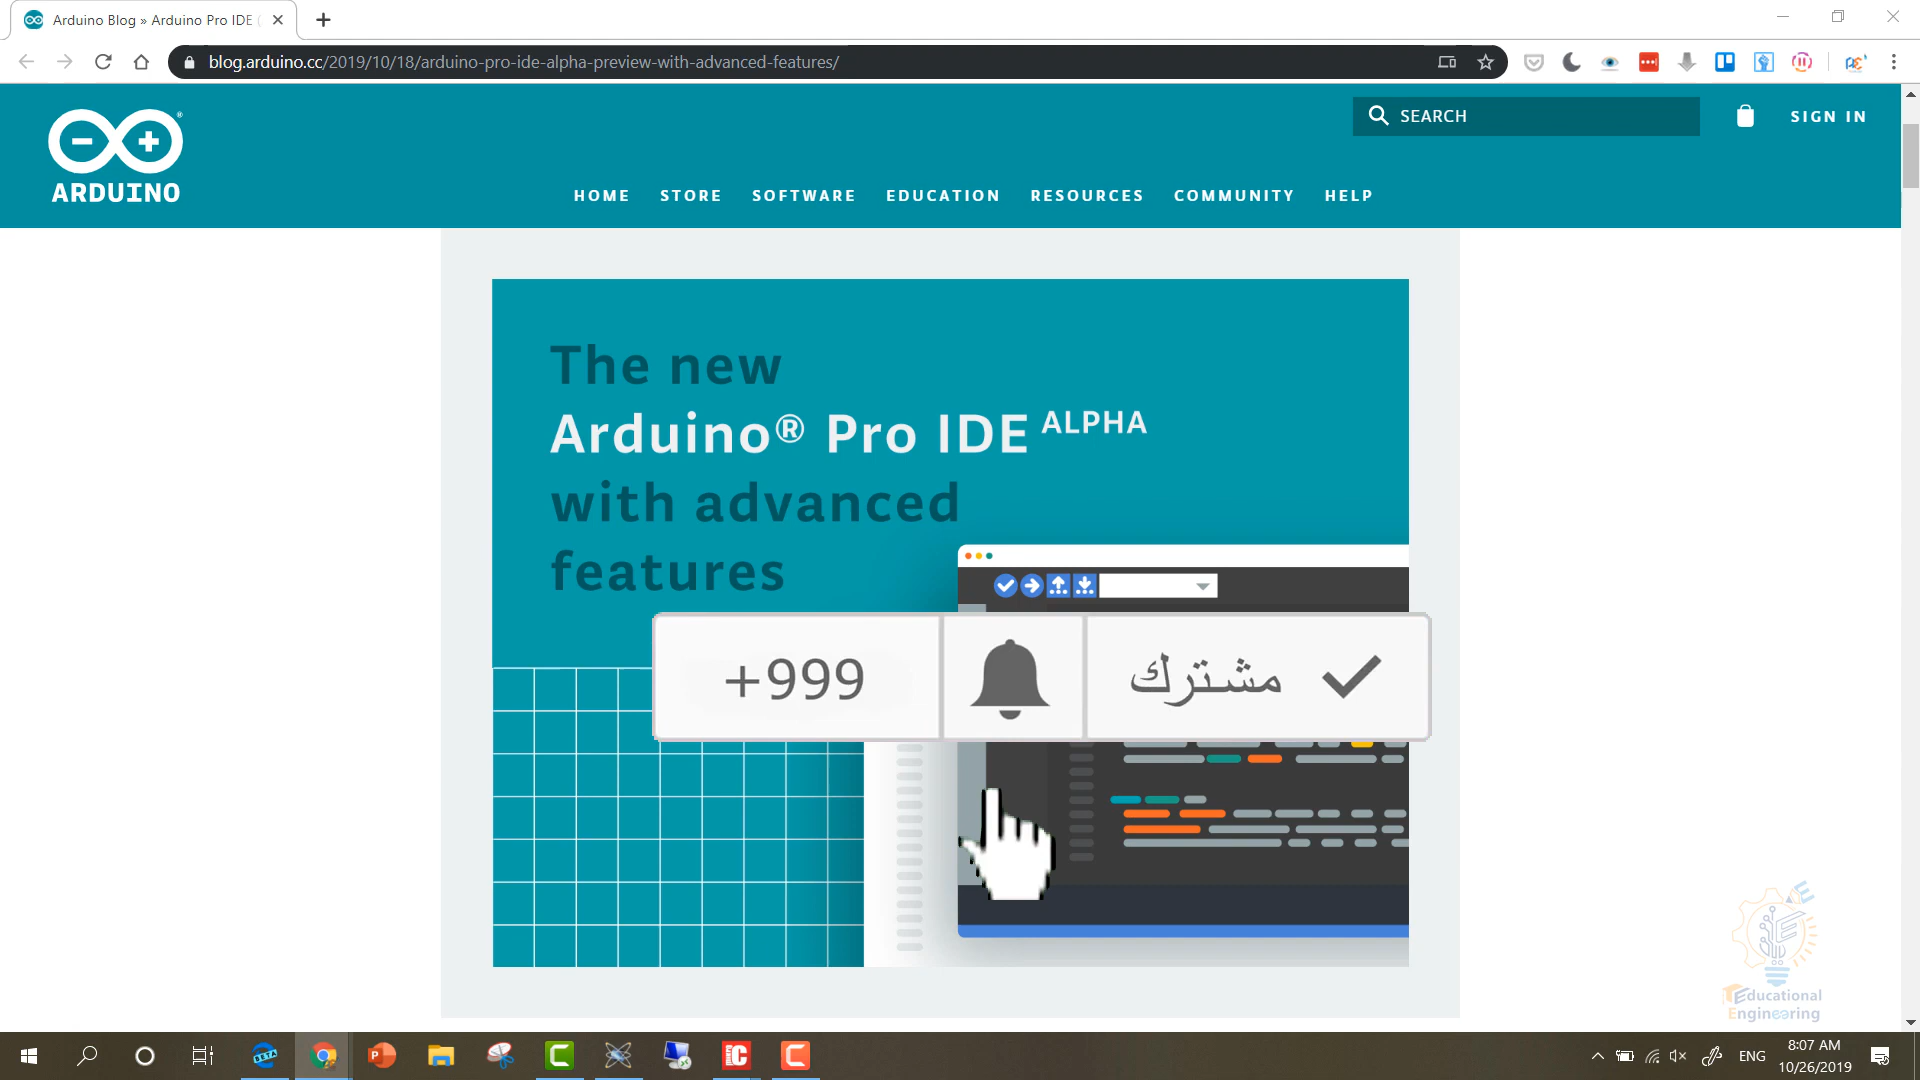 Arduino Blog » Arduino Pro IDE (
blog.arduino.cc/2019/10/18/arduino-pro-ide-alpha-preview-with-advanced-features/
SEARCH
SIGN IN
ARDUINO
HOME STORE SOFTWARE EDUCATION RESOURCES COMMUNITY HELP
The new
Arduino® Pro IDE ALPHA
with advanced
features
+999
مشترك
Educational
Engineering
BETA
ENG
8:07 AM
10/26/2019